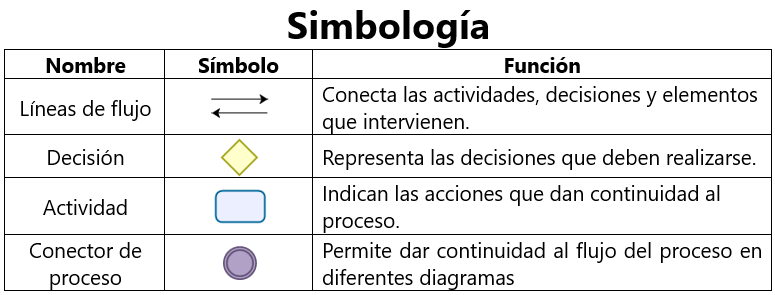 Simbología
Nombre Símbolo Función
Líneas de flujo
Conecta las actividades, decisiones y elementos
que intervienen.
Decisión
Representa las decisiones que deben realizarse.
Actividad
Indican las acciones que dan continuidad al
proceso.
Conector de
proceso
Permite dar continuidad al flujo del proceso en
diferentes diagramas